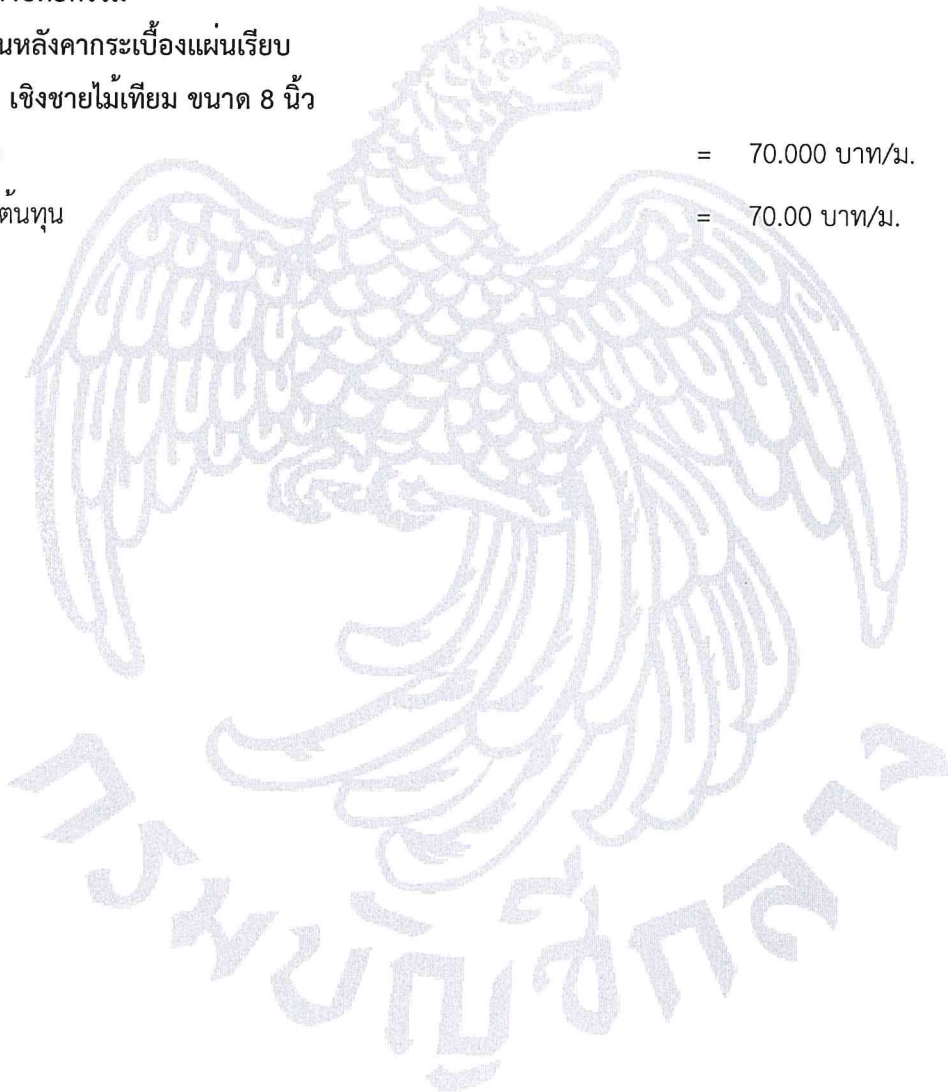 นหลังคากระเบื้องแผ่นเรียบ
เชิงชายไม้เทียม ขนาด 8 นิ้ว
= 70.000 บาท/ม.
ต้นทุน = 70.00 บาท/ม.
กรมบัญชีกลาง